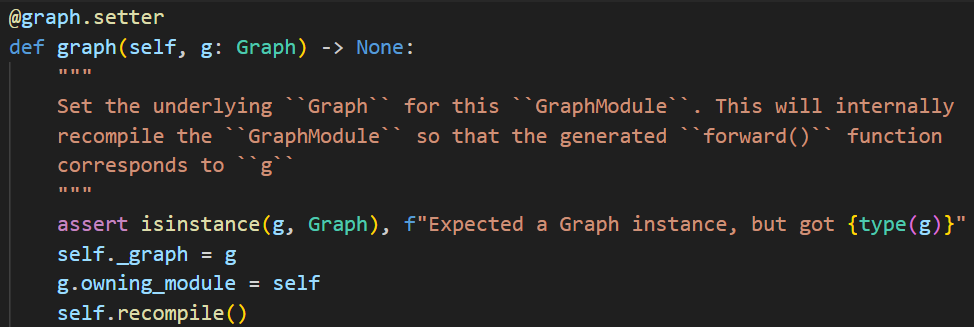 @graph.setter
def graph(self, g: Graph) -> None:
    """
    Set the underlying ``Graph`` for this ``GraphModule``. This will internally
    recompile the ``GraphModule`` so that the generated ``forward()`` function
    corresponds to ``g``
    """
    assert isinstance(g, Graph), f"Expected a Graph instance, but got {type(g)}"
    self._graph = g
    g.owning_module = self
    self.recompile()